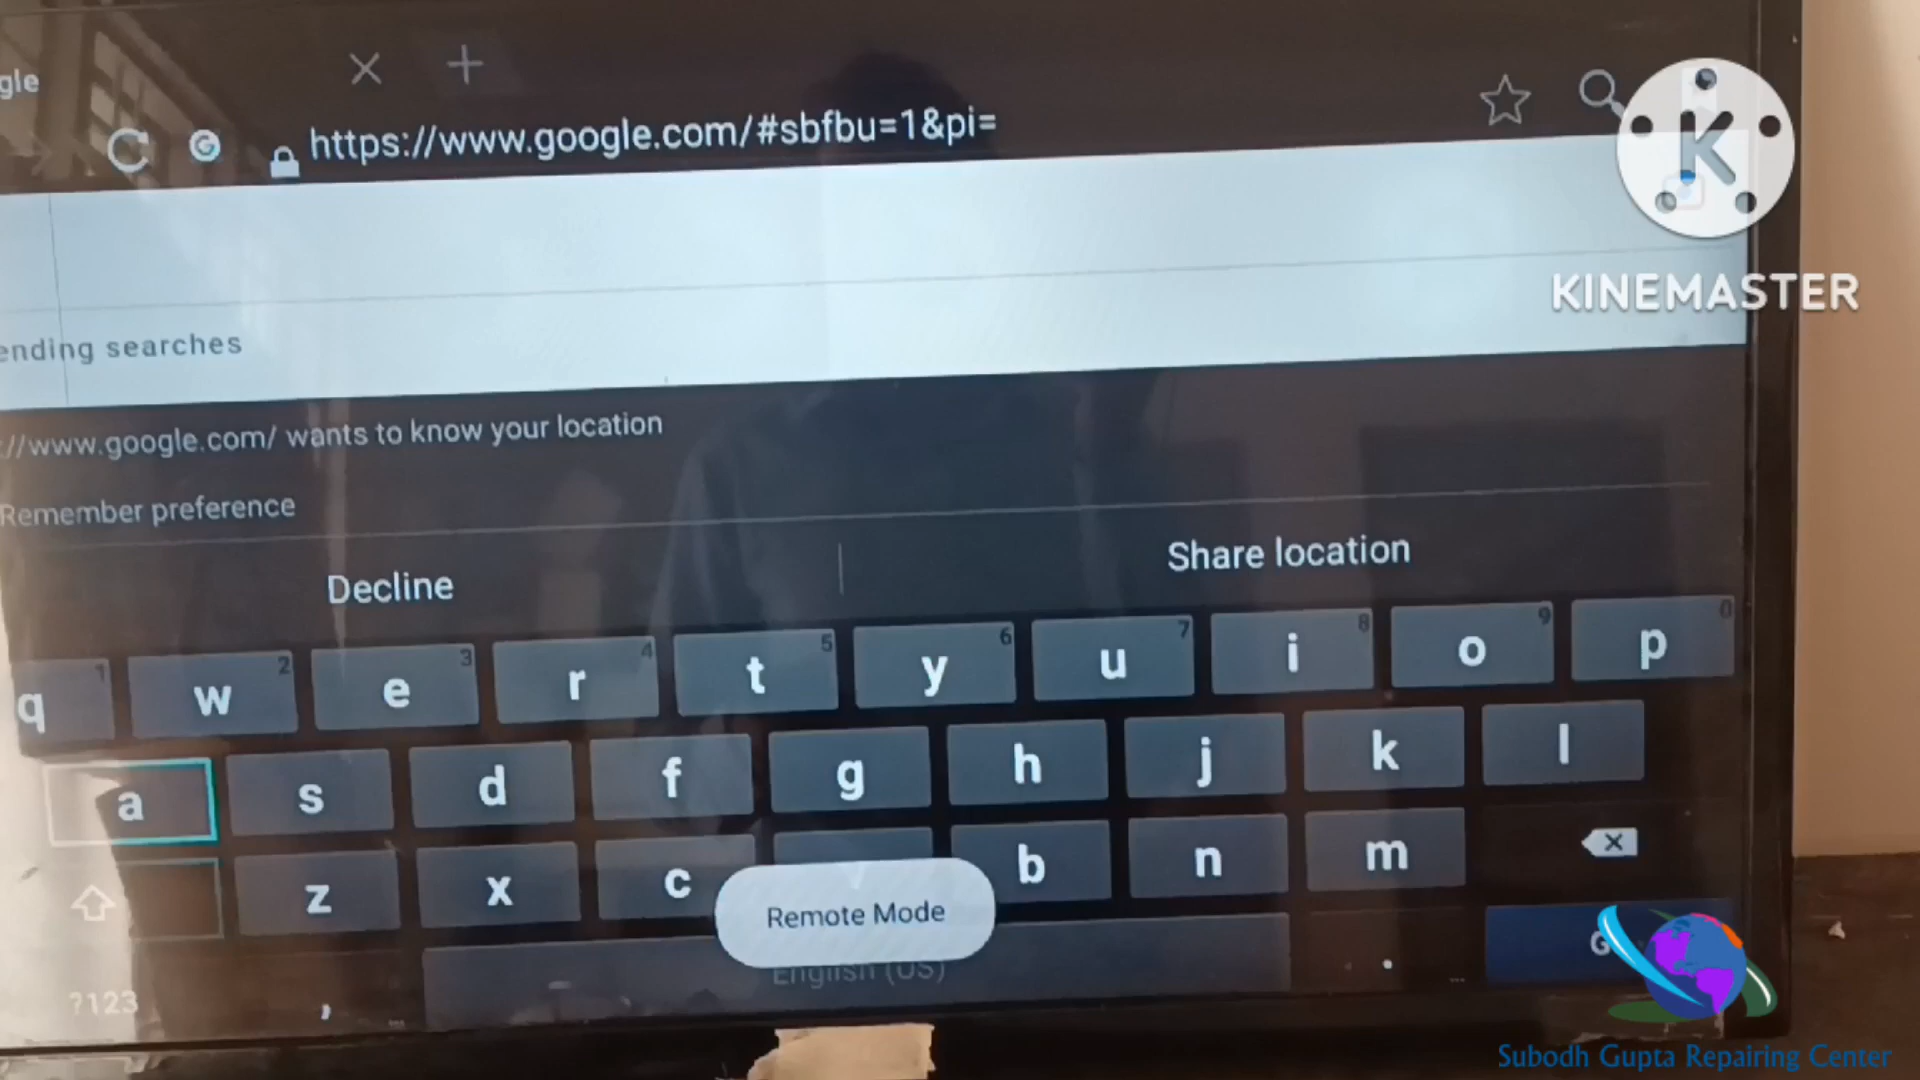 gle
https://www.google.com/#sbfbu=1&pi=
KINEMASTER
ending searches
://www.google.com/ wants to know your location
Remember preference
Decline
Share location
q 1 w 2 e 3 r 4 t 5 y 6 u 7 i 8 o 9 p 0
a s d f g h j k l
z x c b n m
Remote Mode
English (US)
?123 , .
Subodh Gupta Repairing Center